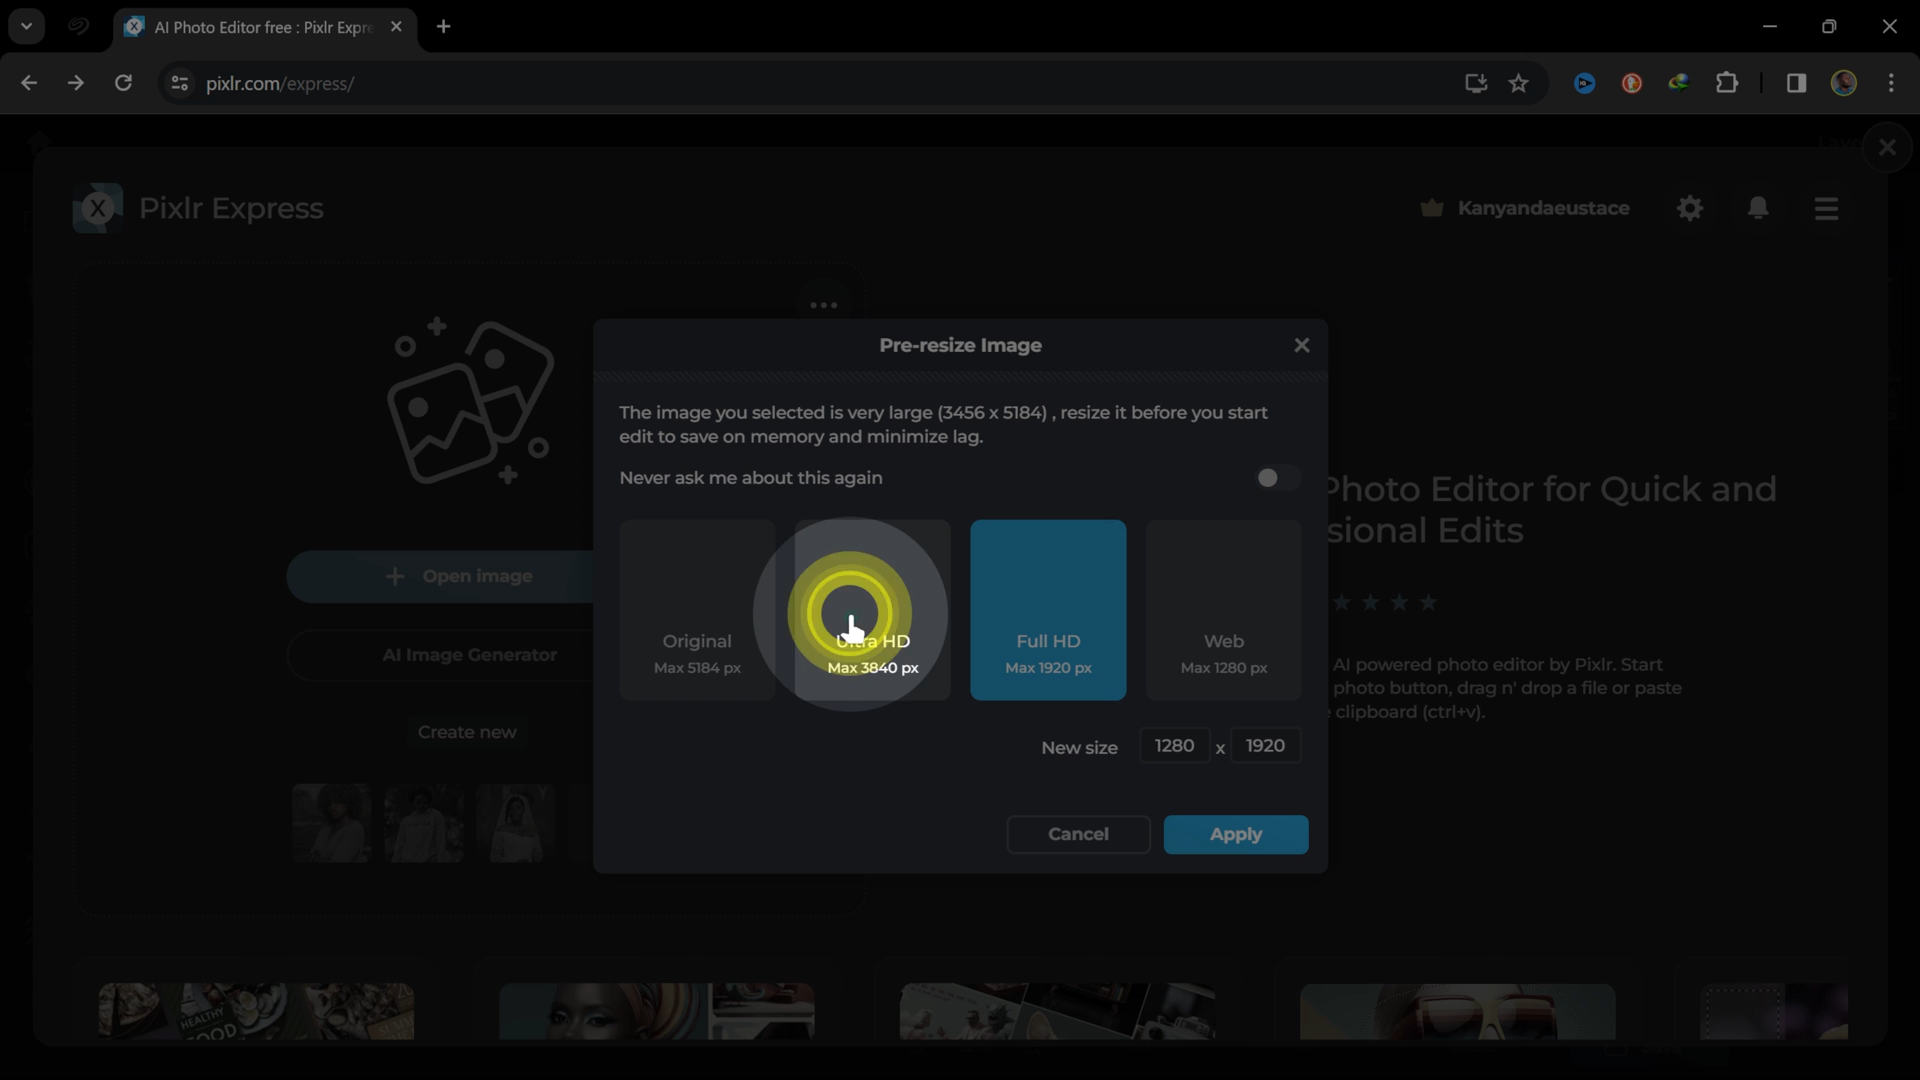 AI Photo Editor free : Pixlr Expre
pixlr.com/express/
Pixlr Express
Kanyandaeustace
Pre-resize Image
The image you selected is very large (3456 x 5184) , resize it before you start
edit to save on memory and minimize lag.
Never ask me about this again
Photo Editor for Quick and
sional Edits
Open image
Original
Max 5184 px
Ultra HD
Max 3840 px
Full HD
Max 1920 px
Web
Max 1280 px
AI Image Generator
AI powered photo editor by Pixlr. Start
photo button, drag n' drop a file or paste
clipboard (ctrl+v).
Create new
New size 1280 x 1920
Cancel
Apply
HEALTHY
FOOD